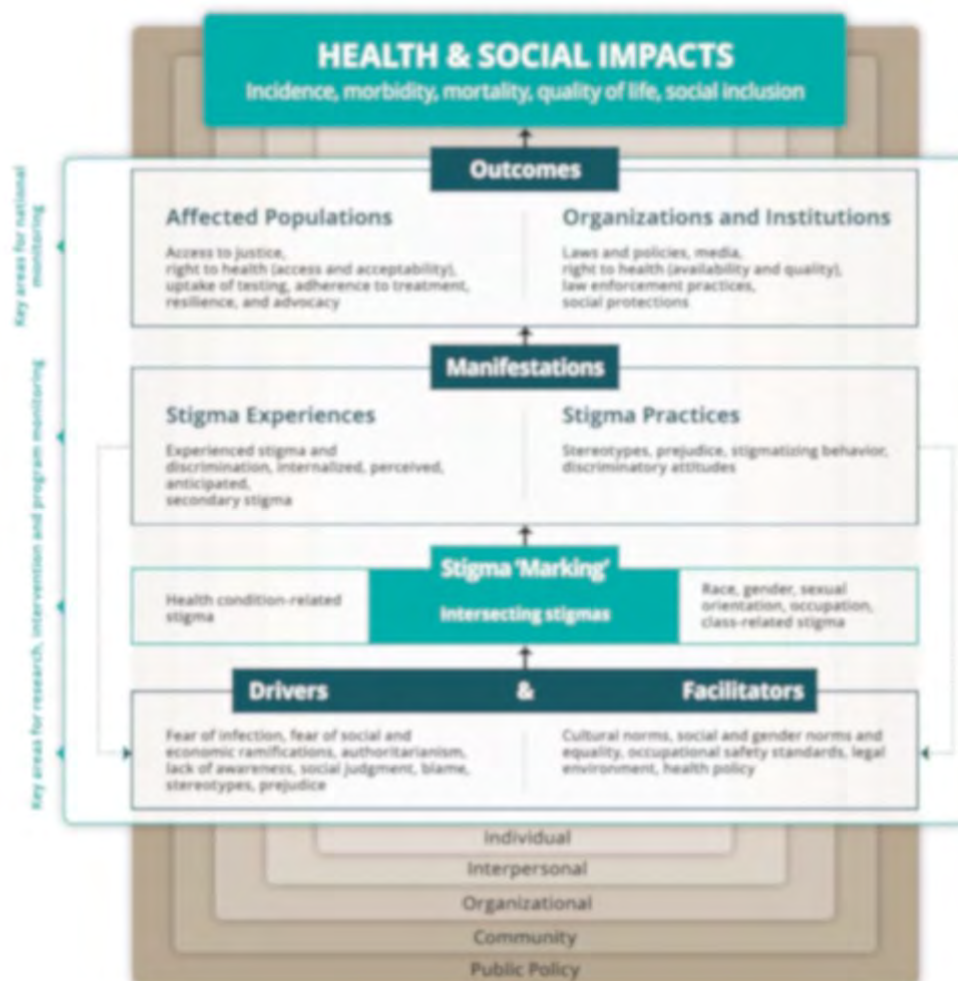 HEALTH & SOCIAL IMPACTS
Incidence, morbidity, mortality, quality of life, social inclusion
Outcomes
Affected Populations
Access to justice,
right to health (access and acceptability),
uptake of testing, adherence to treatment,
resilience, and advocacy
Organizations and Institutions
Laws and policies, media,
right to health (availability and quality),
law enforcement practices,
social protections
Key areas for national
monitoring
Manifestations
Stigma Experiences
Experienced stigma and
discrimination, internalized, perceived,
anticipated,
secondary stigma
Stigma Practices
Stereotypes, prejudice, stigmatizing behavior,
discriminatory attitudes
Key areas for research, intervention and program monitoring
Stigma ‘Marking’
Health condition-related
stigma
Intersecting stigmas
Race, gender, sexual
orientation, occupation,
class-related stigma
Drivers & Facilitators
Fear of infection, fear of social and
economic ramifications, authoritarianism,
lack of awareness, social judgment, blame,
stereotypes, prejudice
Cultural norms, social and gender norms and
equality, occupational safety standards, legal
environment, health policy
Individual
Interpersonal
Organizational
Community
Public Policy